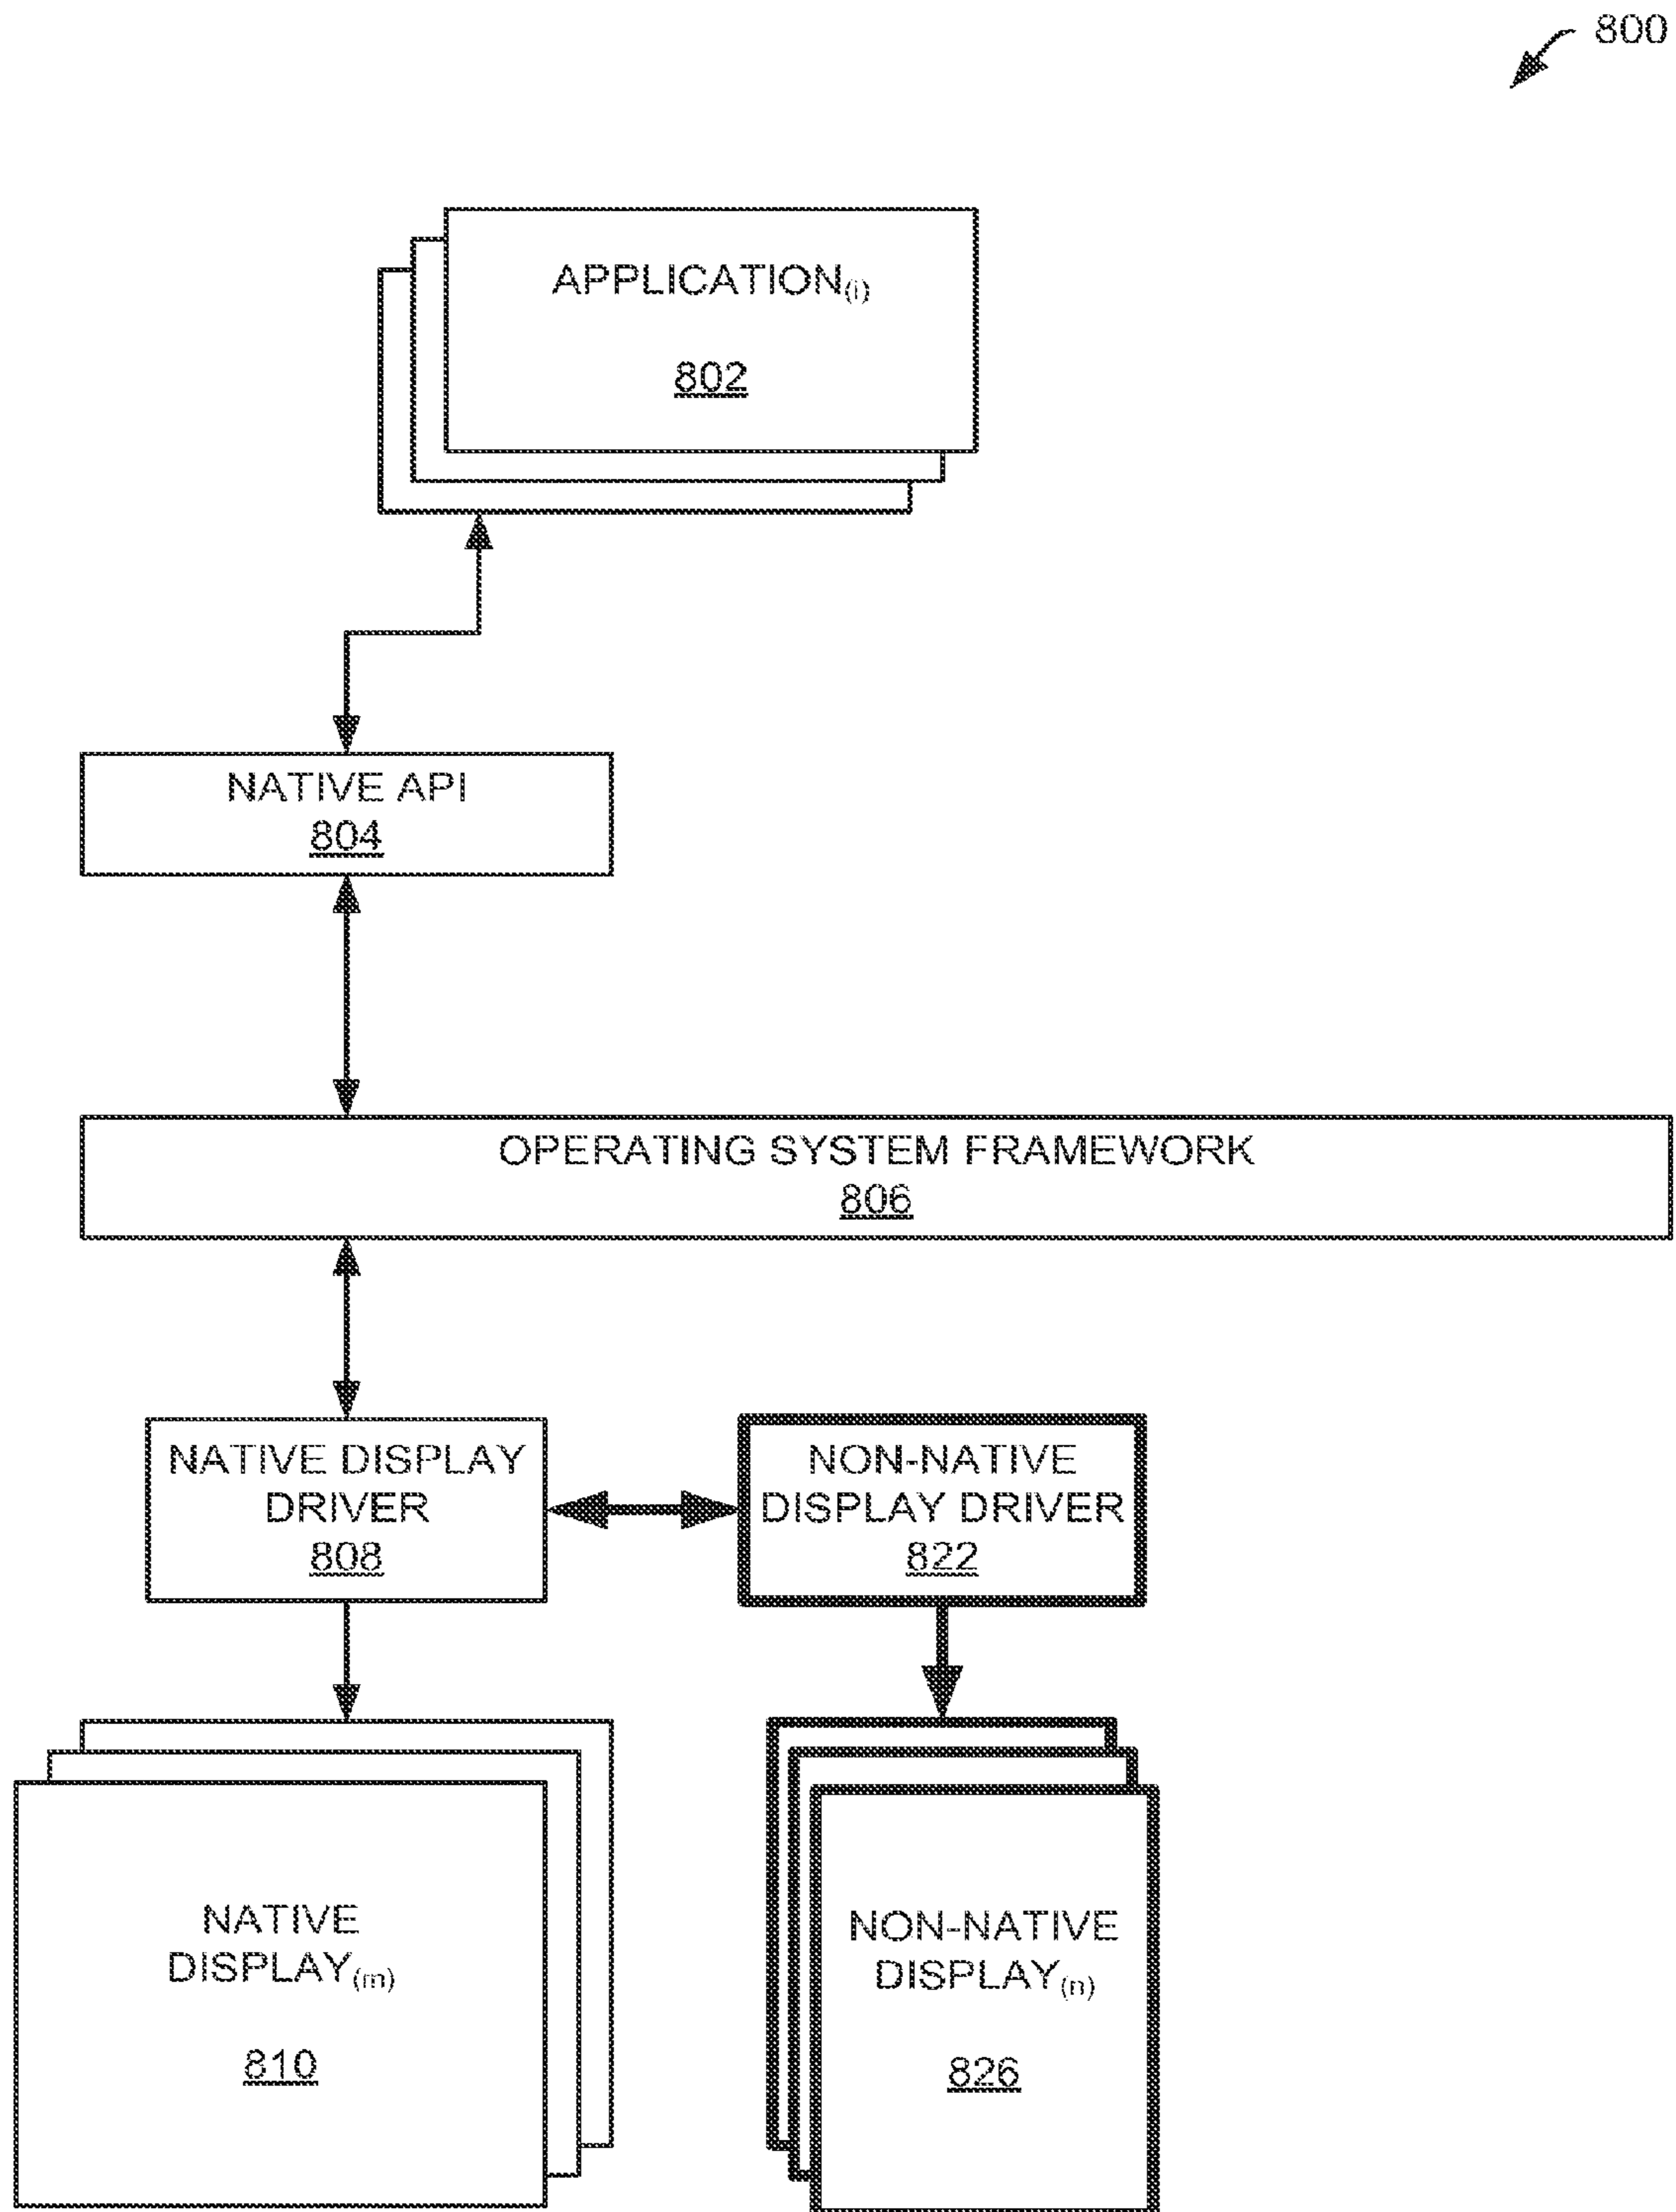 800
APPLICATION(i)
802
NATIVE API
804
OPERATING SYSTEM FRAMEWORK
806
NATIVE DISPLAY
DRIVER
808
NON-NATIVE
DISPLAY DRIVER
822
NATIVE
DISPLAY(m)
810
NON-NATIVE
DISPLAY(n)
826